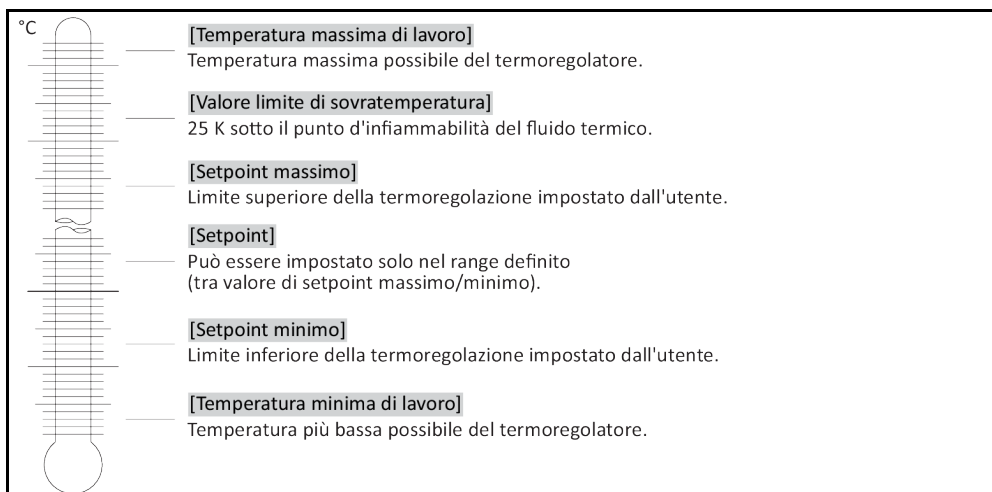 °C
[Temperatura massima di lavoro]
Temperatura massima possibile del termoregolatore.
[Valore limite di sovratemperatura]
25 K sotto il punto d'infiammabilità del fluido termico.
[Setpoint massimo]
Limite superiore della termoregolazione impostato dall'utente.
[Setpoint]
Può essere impostato solo nel range definito
(tra valore di setpoint massimo/minimo).
[Setpoint minimo]
Limite inferiore della termoregolazione impostato dall'utente.
[Temperatura minima di lavoro]
Temperatura più bassa possibile del termoregolatore.